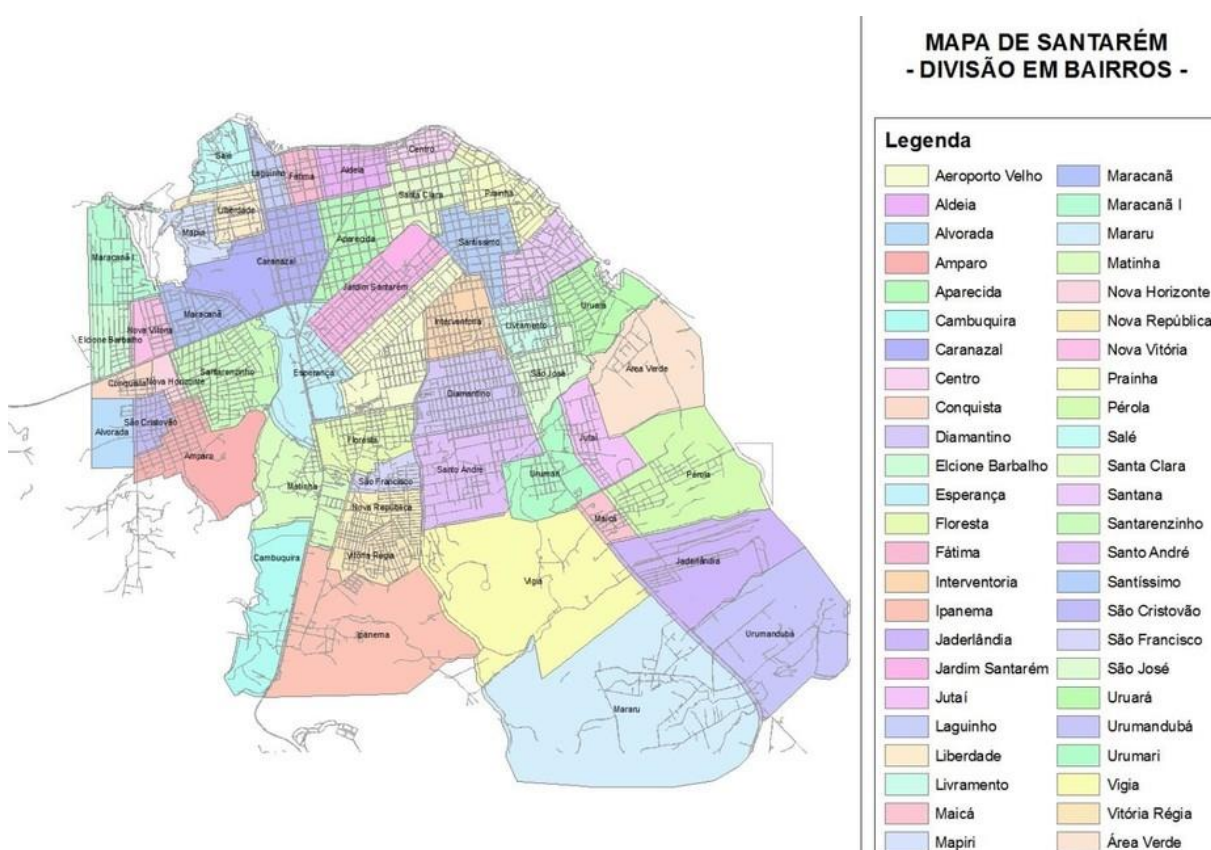 MAPA DE SANTARÉM
- DIVISÃO EM BAIRROS -
Legenda
Aeroporto Velho
Aldeia
Alvorada
Amparo
Aparecida
Cambuquira
Caranazal
Centro
Conquista
Diamantino
Elcione Barbalho
Esperança
Floresta
Fátima
Interventoria
Ipanema
Jaderlândia
Jardim Santarém
Jutaí
Laguinho
Liberdade
Livramento
Maicá
Mapiri
Maracanã
Maracanã I
Mararu
Matinha
Nova Horizonte
Nova República
Nova Vitória
Prainha
Pérola
Salé
Santa Clara
Santana
Santarenzinho
Santo André
Santíssimo
São Cristovão
São Francisco
São José
Uruará
Urumandubá
Urumari
Vigia
Vitória Régia
Área Verde
Salé
Laguinho
Fátima
Aldeia
Centro
Santa Clara
Prainha
Liberdade
Mapiri
Aparecida
Santíssimo
Maracanã I
Caranazal
Jardim Santarém
Maracanã
Nova Vitória
Elcione Barbalho
Interventoria
Livramento
Uruará
Santarenzinho
Esperança
São José
Área Verde
Conquista
Nova Horizonte
Diamantino
São Cristovão
Alvorada
Amparo
Floresta
Jutaí
Santo André
Urumari
Pérola
Matinha
São Francisco
Nova República
Maicá
Vitória Régia
Cambuquira
Jaderlândia
Vigia
Ipanema
Urumandubá
Mararu